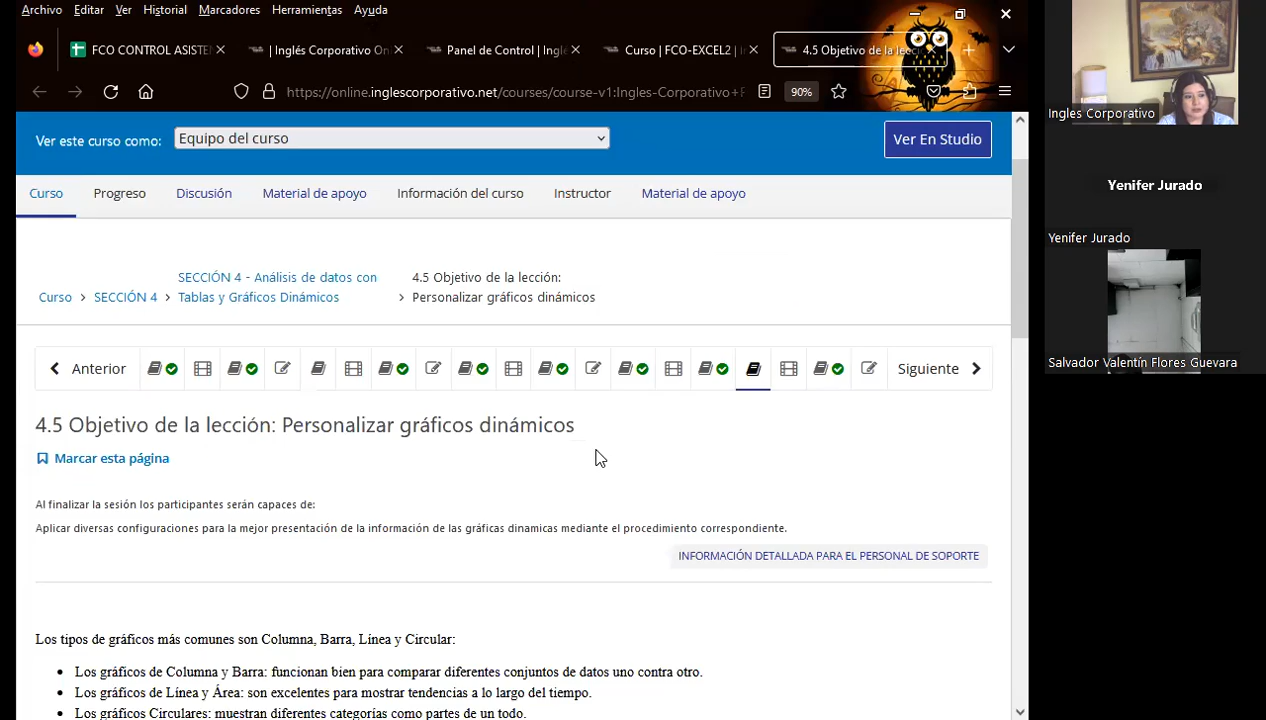 Archivo Editar Ver Historial Marcadores Herramientas Ayuda
FCO CONTROL ASISTEN | Inglés Corporativo Onl Panel de Control | Inglé Curso | FCO-EXCEL2 | I 4.5 Objetivo de la lecció
https://online.inglescorporativo.net/courses/course-v1:Ingles-Corporativo+F 90%
Ver este curso como: Equipo del curso Ver En Studio
Curso Progreso Discusión Material de apoyo Información del curso Instructor Material de apoyo
Curso > SECCIÓN 4 > SECCIÓN 4 - Análisis de datos con Tablas y Gráficos Dinámicos > 4.5 Objetivo de la lección: Personalizar gráficos dinámicos
Anterior Siguiente
4.5 Objetivo de la lección: Personalizar gráficos dinámicos
Marcar esta página
Al finalizar la sesión los participantes serán capaces de:
Aplicar diversas configuraciones para la mejor presentación de la información de las gráficas dinamicas mediante el procedimiento correspondiente.
INFORMACIÓN DETALLADA PARA EL PERSONAL DE SOPORTE
Los tipos de gráficos más comunes son Columna, Barra, Línea y Circular:
• Los gráficos de Columna y Barra: funcionan bien para comparar diferentes conjuntos de datos uno contra otro.
• Los gráficos de Línea y Área: son excelentes para mostrar tendencias a lo largo del tiempo.
• Los gráficos Circulares: muestran diferentes categorías como partes de un todo.
Ingles Corporativo
Yenifer Jurado
Yenifer Jurado
Salvador Valentín Flores Guevara